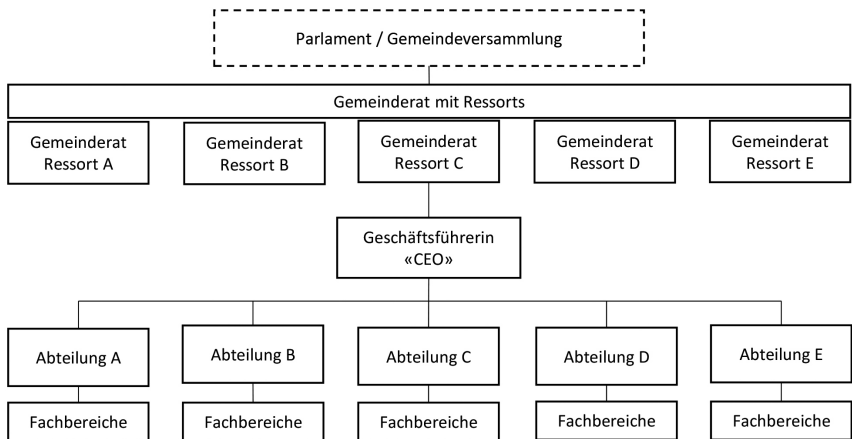 Parlament / Gemeindeversammlung
Gemeinderat mit Ressorts
Gemeinderat
Ressort A
Gemeinderat
Ressort B
Gemeinderat
Ressort C
Gemeinderat
Ressort D
Gemeinderat
Ressort E
Geschäftsführerin
«CEO»
Abteilung A
Abteilung B
Abteilung C
Abteilung D
Abteilung E
Fachbereiche
Fachbereiche
Fachbereiche
Fachbereiche
Fachbereiche